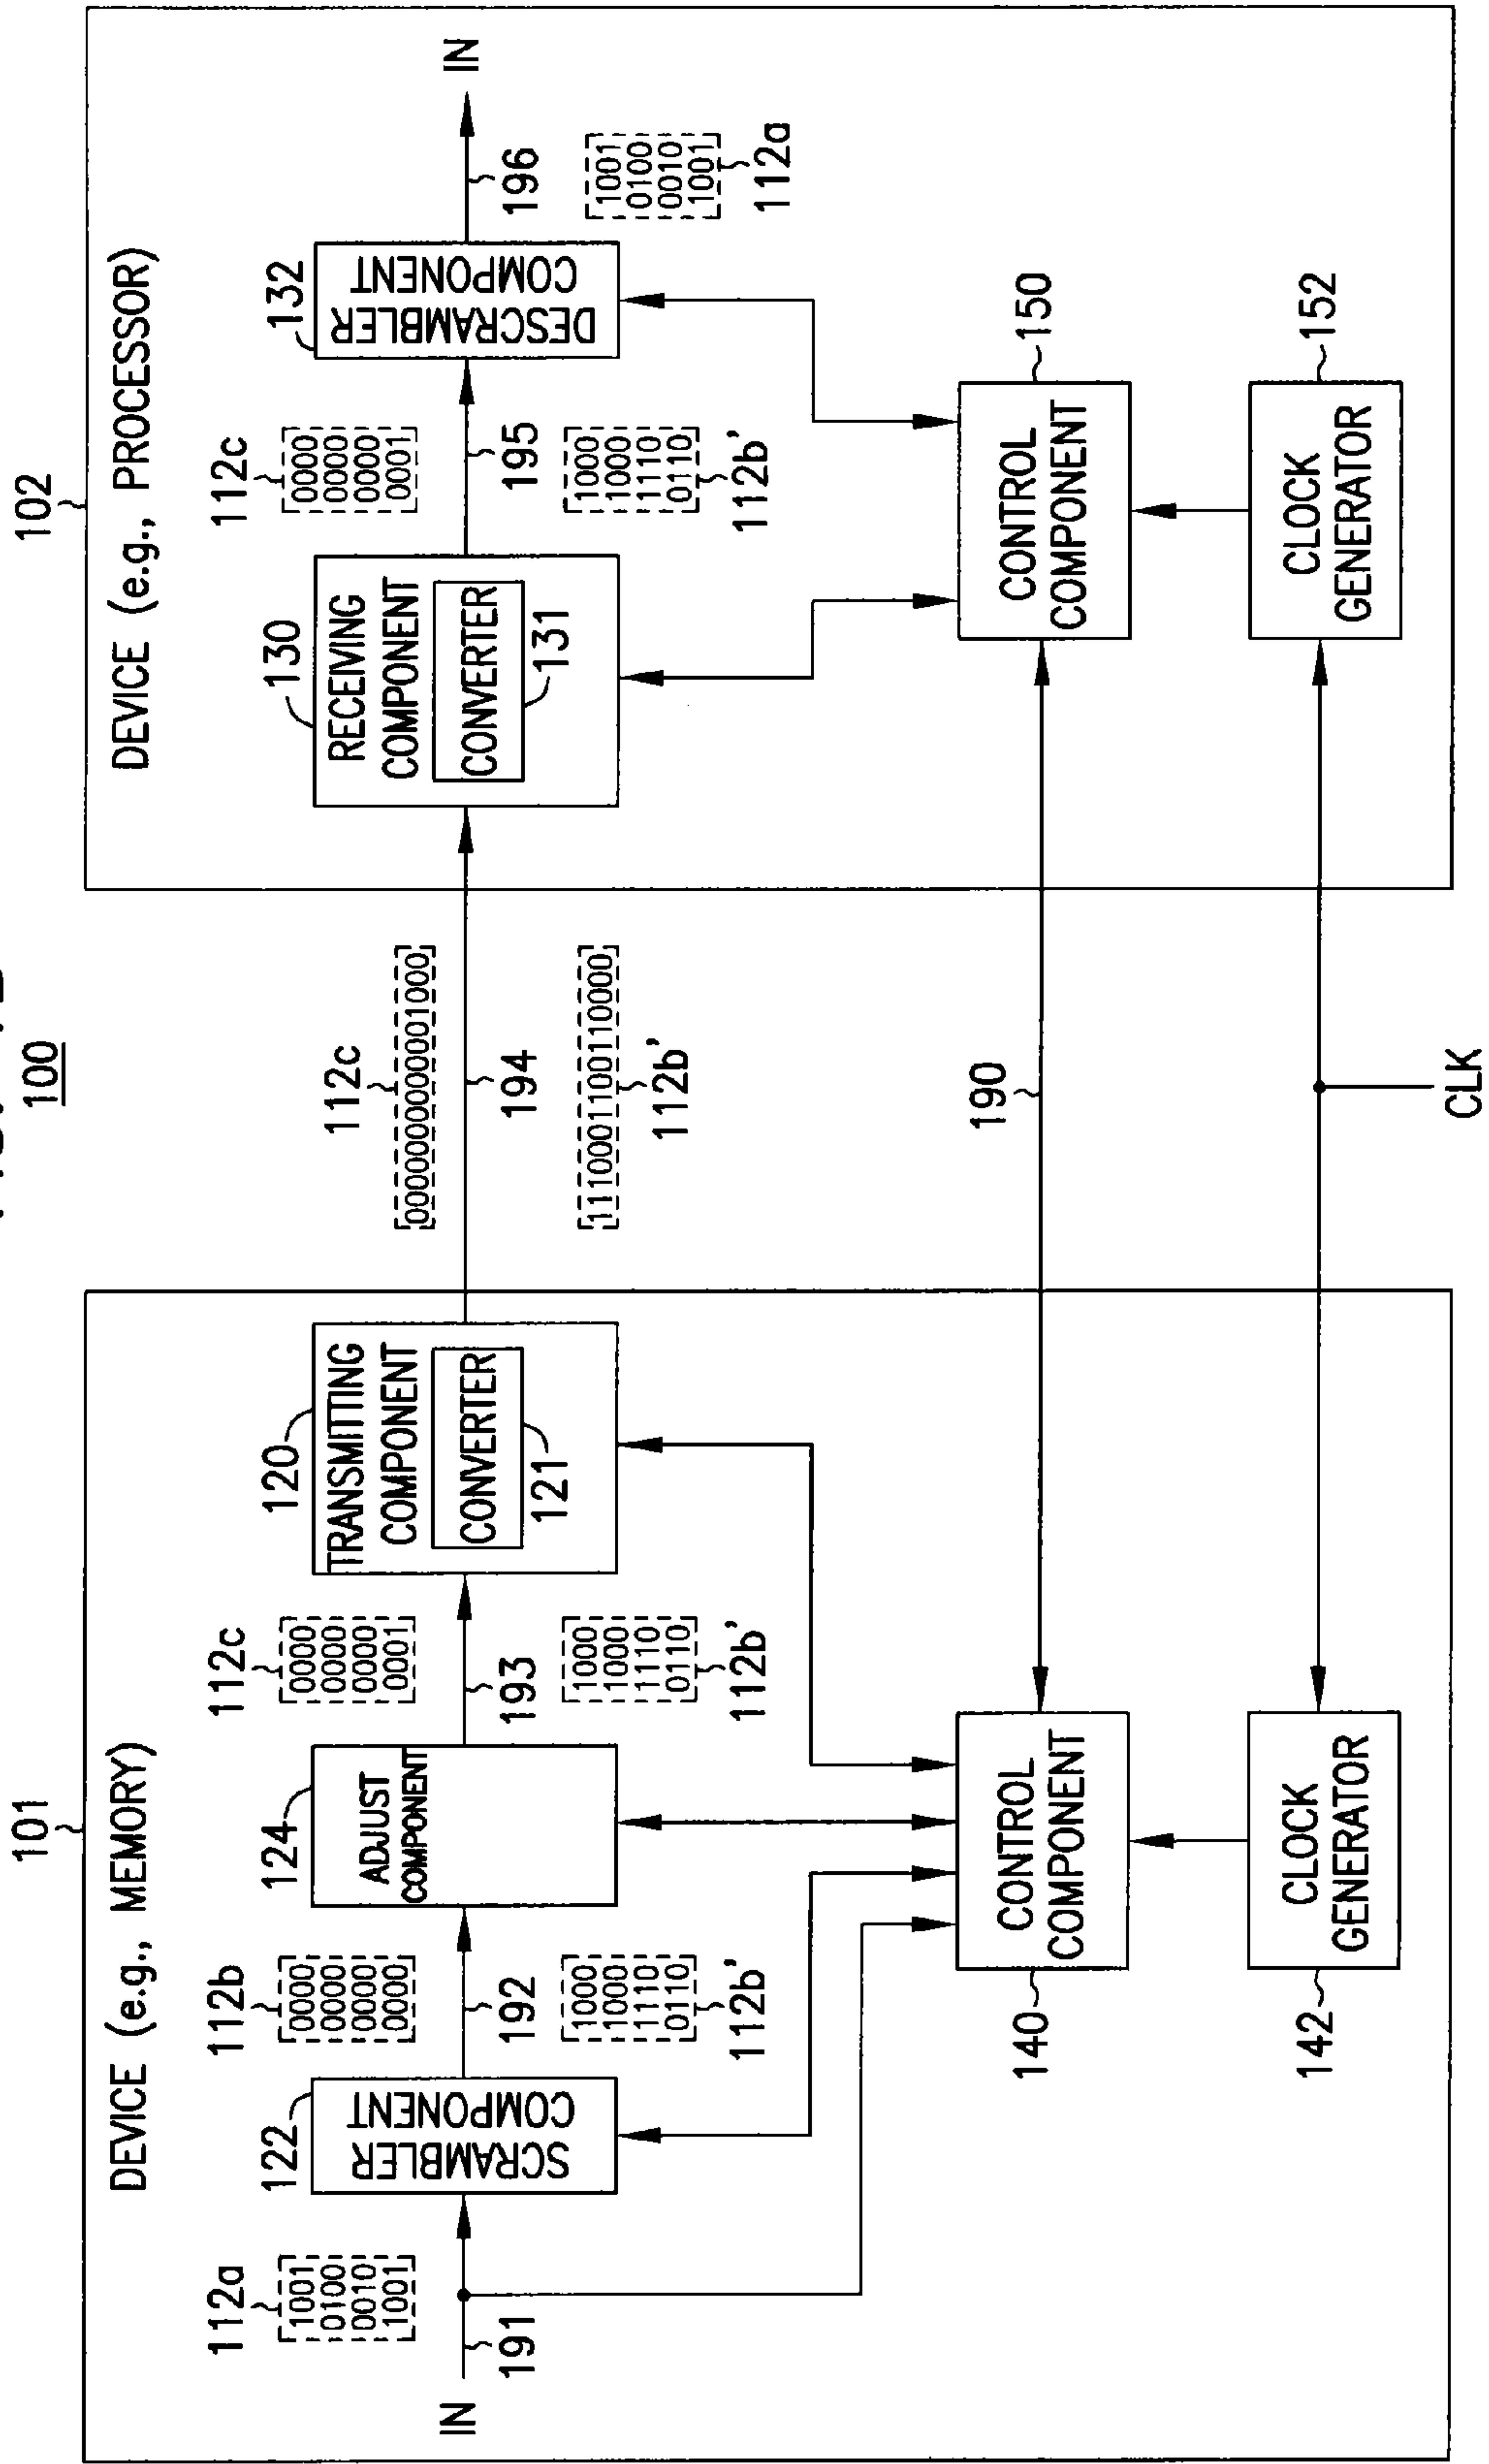 100
101
DEVICE (e.g., MEMORY)
112a
1001
0100
0010
1001
IN
191
122
SCRAMBLER
COMPONENT
112b
0000
0000
0000
0000
192
1000
1000
1110
0110
112b'
124
ADJUST
COMPONENT
112c
0000
0000
0000
0001
193
1000
1000
1110
0110
112b'
120
TRANSMITTING
COMPONENT
CONVERTER
121
140
CONTROL
COMPONENT
142
CLOCK
GENERATOR
112c
0000000000001000
194
1110001100110000
112b'
190
CLK
102
DEVICE (e.g., PROCESSOR)
130
RECEIVING
COMPONENT
CONVERTER
131
112c
0000
0000
0000
0001
195
1000
1000
1110
0110
112b'
132
DESCRAMBLER
COMPONENT
IN
196
1001
0100
0010
1001
112a
CONTROL
COMPONENT
150
CLOCK
GENERATOR
152